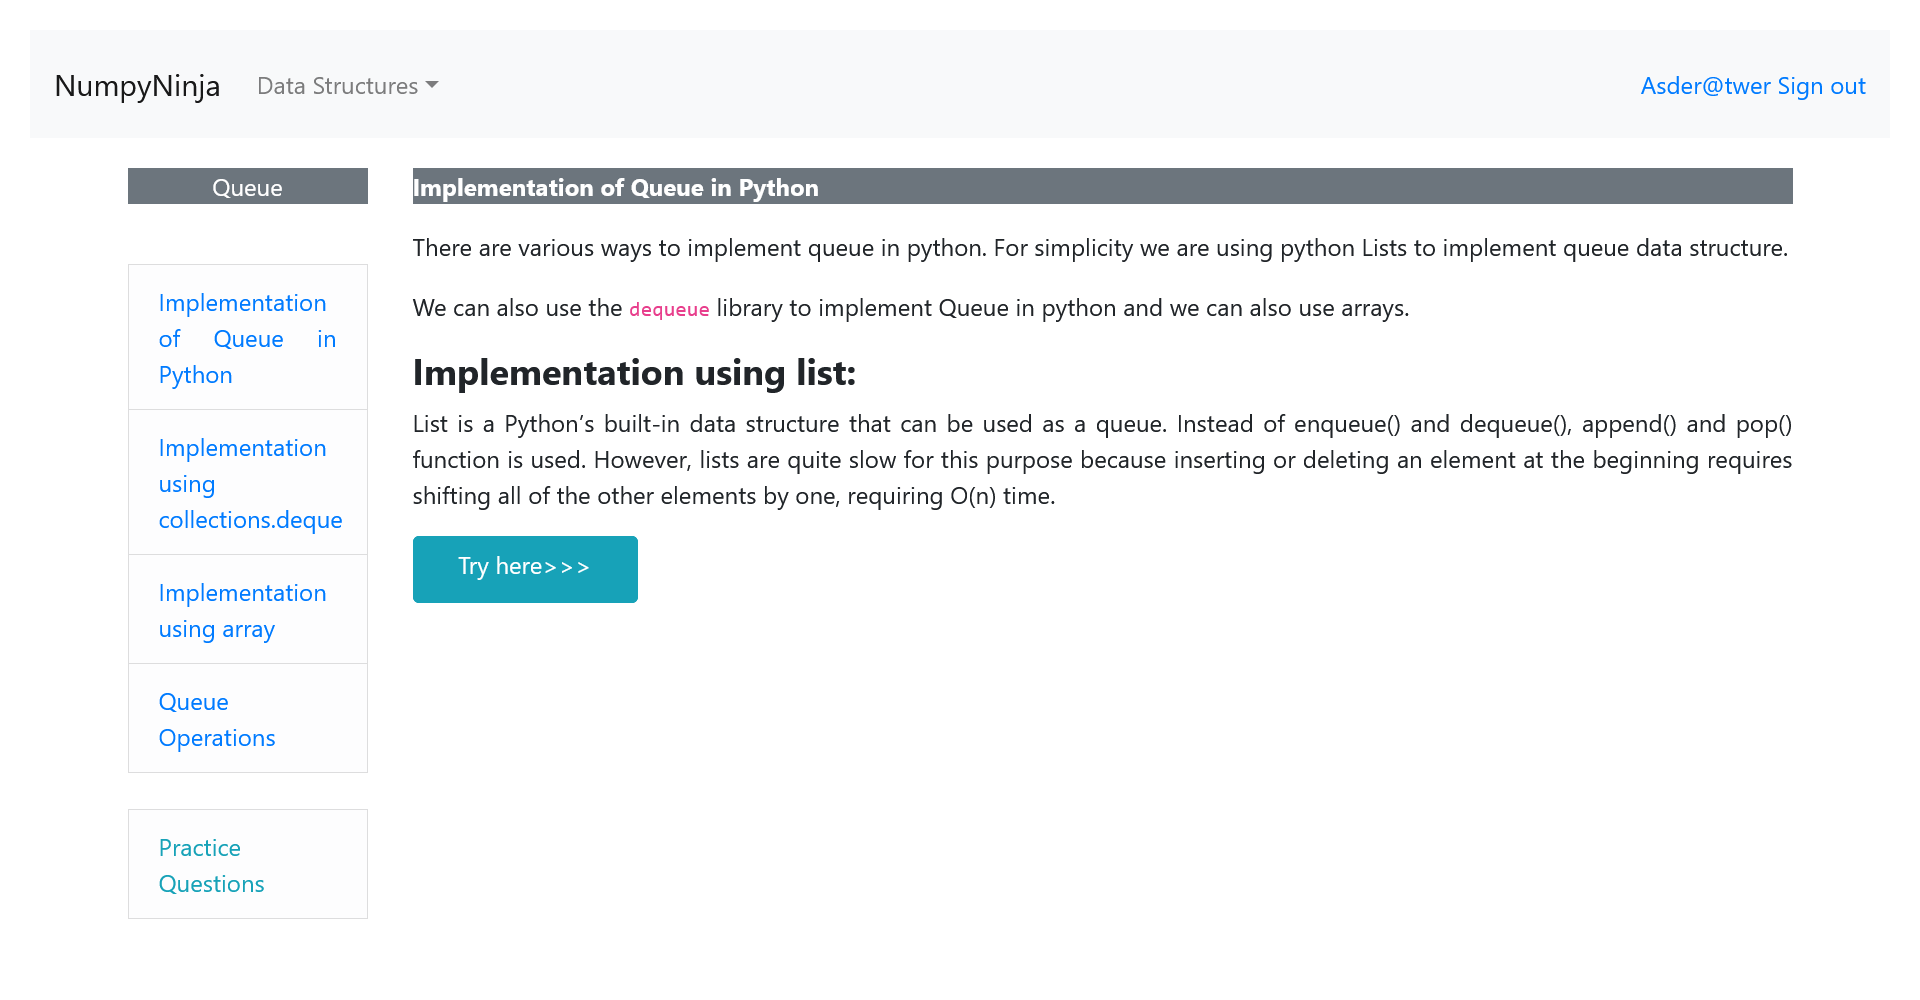 NumpyNinja Data Structures Asder@twer Sign out
Queue
Implementation
of Queue in
Python
Implementation
using
collections.deque
Implementation
using array
Queue
Operations
Practice
Questions
Implementation of Queue in Python
There are various ways to implement queue in python. For simplicity we are using python Lists to implement queue data structure.
We can also use the dequeue library to implement Queue in python and we can also use arrays.
Implementation using list:
List is a Python’s built-in data structure that can be used as a queue. Instead of enqueue() and dequeue(), append() and pop()
function is used. However, lists are quite slow for this purpose because inserting or deleting an element at the beginning requires
shifting all of the other elements by one, requiring O(n) time.
Try here>>>